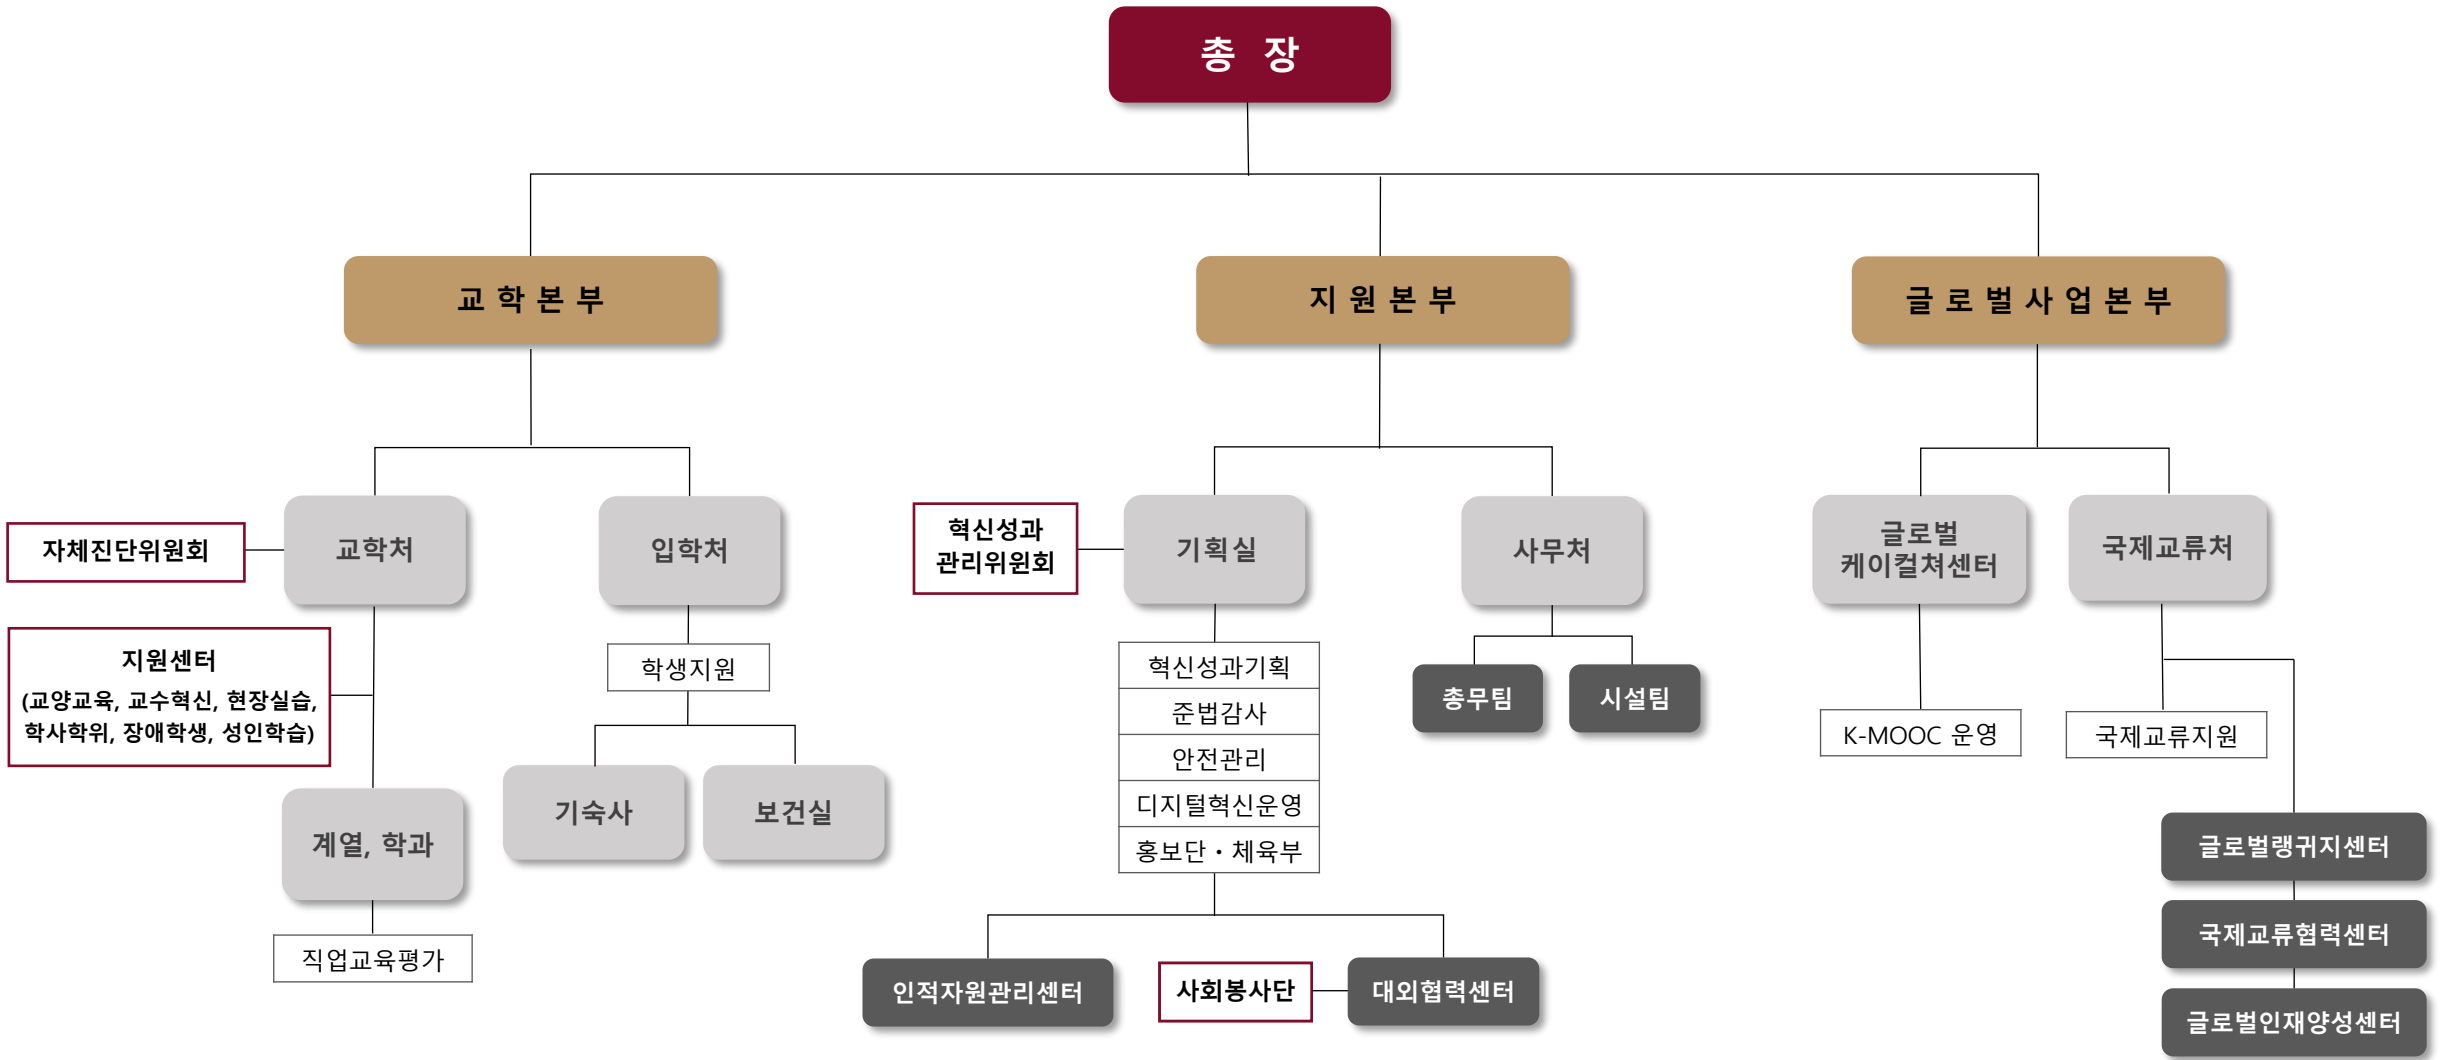 총 장
교 학 본 부
지 원 본 부
글 로 벌 사 업 본 부
자체진단위원회
교학처
입학처
혁신성과
관리위윈회
기획실
사무처
글로벌
케이컬쳐센터
국제교류처
지원센터
(교양교육, 교수혁신, 현장실습,
학사학위, 장애학생, 성인학습)
학생지원
혁신성과기획
준법감사
안전관리
디지털혁신운영
홍보단・체육부
총무팀
시설팀
K-MOOC 운영
국제교류지원
계열, 학과
기숙사
보건실
글로벌랭귀지센터
국제교류협력센터
글로벌인재양성센터
직업교육평가
인적자원관리센터
사회봉사단
대외협력센터